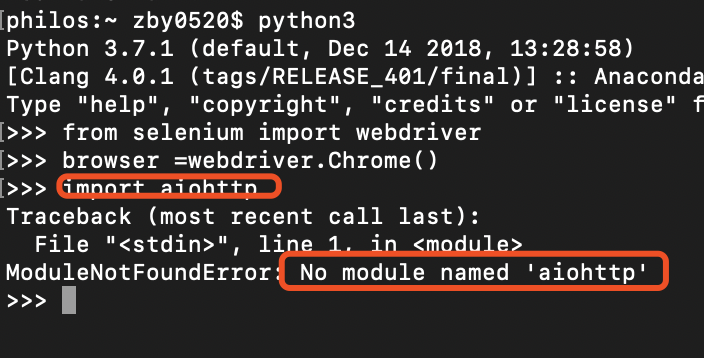 philos:~ zby0520$ python3
Python 3.7.1 (default, Dec 14 2018, 13:28:58)
[Clang 4.0.1 (tags/RELEASE_401/final)] :: Anaconda
Type "help", "copyright", "credits" or "license" f
>>> from selenium import webdriver
>>> browser =webdriver.Chrome()
>>> import aiohttp
Traceback (most recent call last):
  File "<stdin>", line 1, in <module>
ModuleNotFoundError: No module named 'aiohttp'
>>>